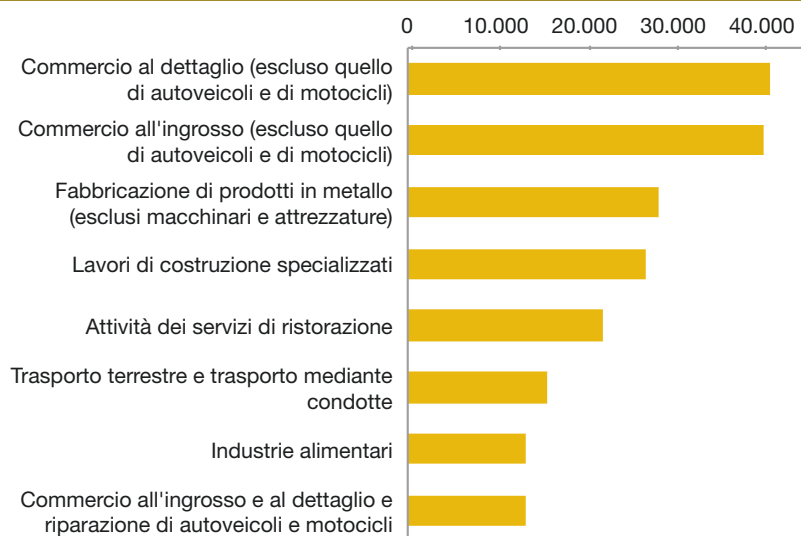 0 10.000 20.000 30.000 40.000
Commercio al dettaglio (escluso quello
di autoveicoli e di motocicli)
Commercio all'ingrosso (escluso quello
di autoveicoli e di motocicli)
Fabbricazione di prodotti in metallo
(esclusi macchinari e attrezzature)
Lavori di costruzione specializzati
Attività dei servizi di ristorazione
Trasporto terrestre e trasporto mediante
condotte
Industrie alimentari
Commercio all'ingrosso e al dettaglio e
riparazione di autoveicoli e motocicli